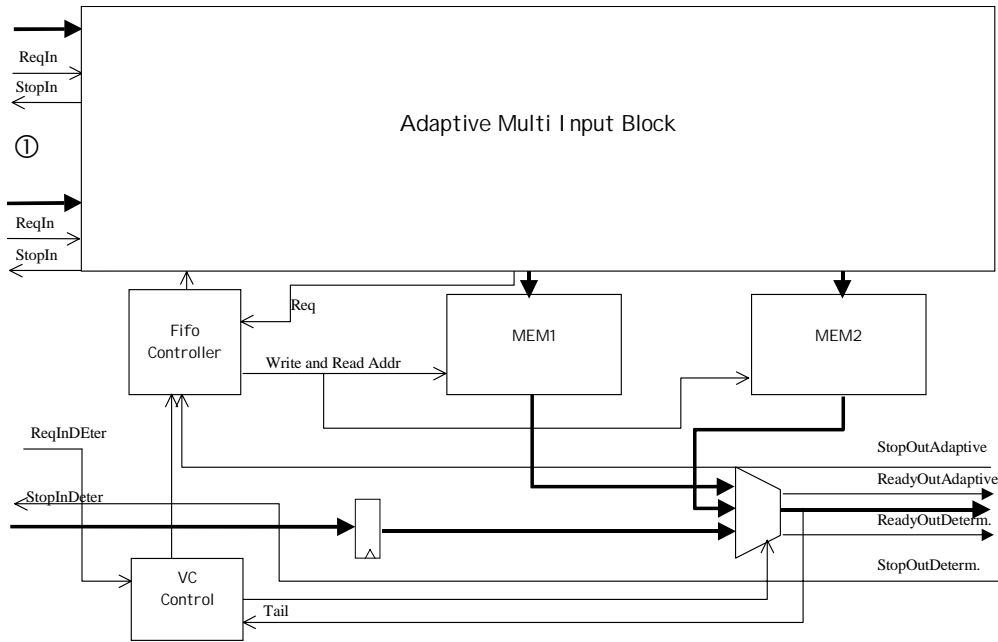 ReqIn
StopIn
Adaptive Multi Input Block
①
ReqIn
StopIn
Req
Fifo
Controller
MEM1
MEM2
Write and Read Addr
ReqInDEter
StopOutAdaptive
ReadyOutAdaptive
StopInDeter
ReadyOutDeterm.
StopOutDeterm.
VC
Control
Tail